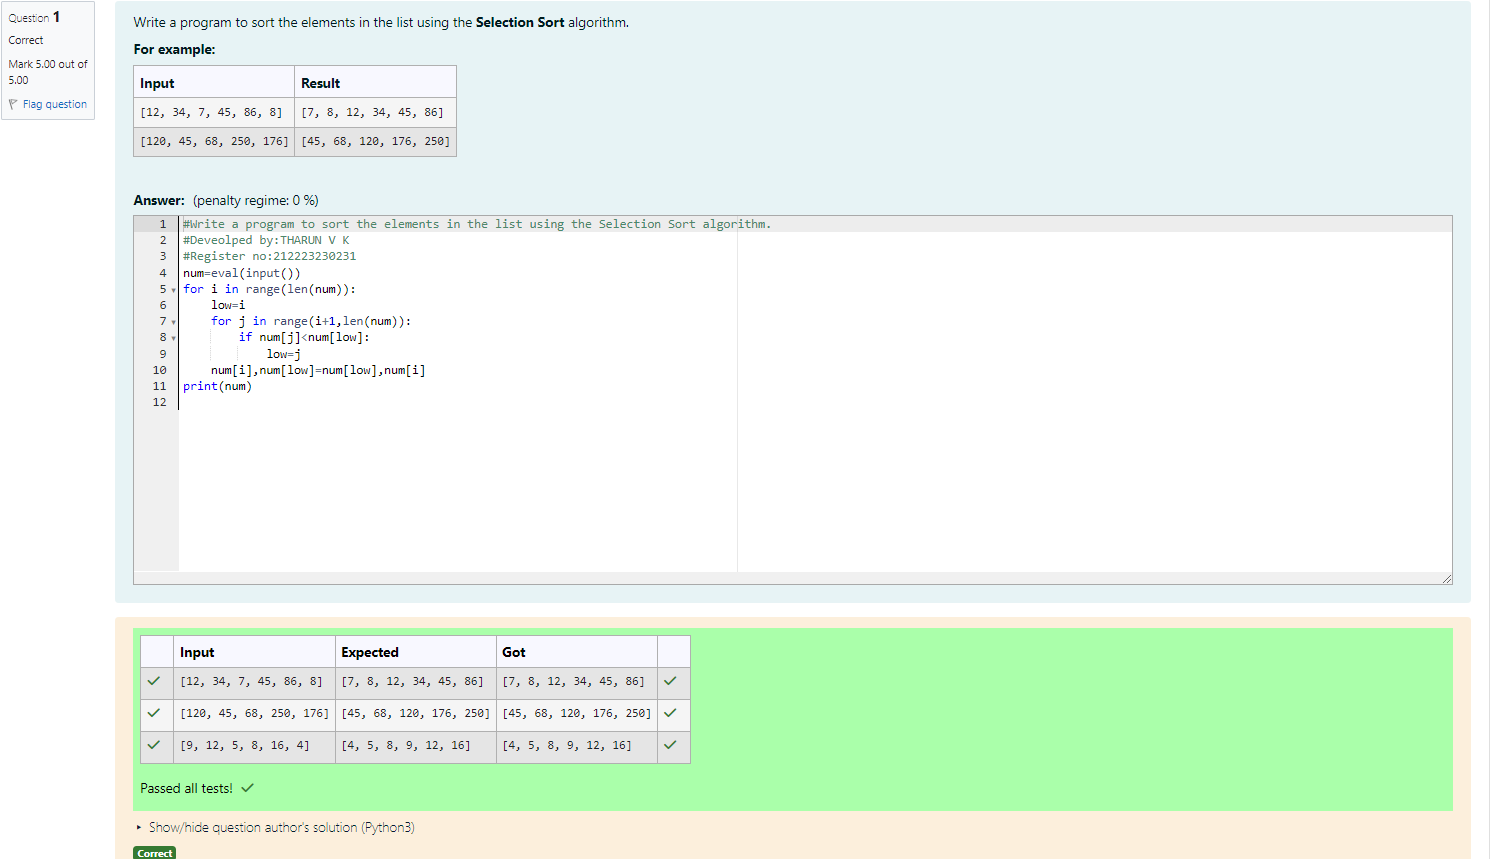 Question 1
Correct
Mark 5.00 out of
5.00
Flag question
Write a program to sort the elements in the list using the Selection Sort algorithm.
For example:
Input Result
[12, 34, 7, 45, 86, 8] [7, 8, 12, 34, 45, 86]
[120, 45, 68, 250, 176] [45, 68, 120, 176, 250]
Answer: (penalty regime: 0 %)
1 #Write a program to sort the elements in the list using the Selection Sort algorithm.
2 #Deveolped by:THARUN V K
3 #Register no:212223230231
4 num=eval(input())
5 for i in range(len(num)):
6 low=i
7 for j in range(i+1,len(num)):
8 if num[j]<num[low]:
9 low=j
10 num[i],num[low]=num[low],num[i]
11 print(num)
12
Input Expected Got
[12, 34, 7, 45, 86, 8] [7, 8, 12, 34, 45, 86] [7, 8, 12, 34, 45, 86]
[120, 45, 68, 250, 176] [45, 68, 120, 176, 250] [45, 68, 120, 176, 250]
[9, 12, 5, 8, 16, 4] [4, 5, 8, 9, 12, 16] [4, 5, 8, 9, 12, 16]
Passed all tests!
Show/hide question author's solution (Python3)
Correct